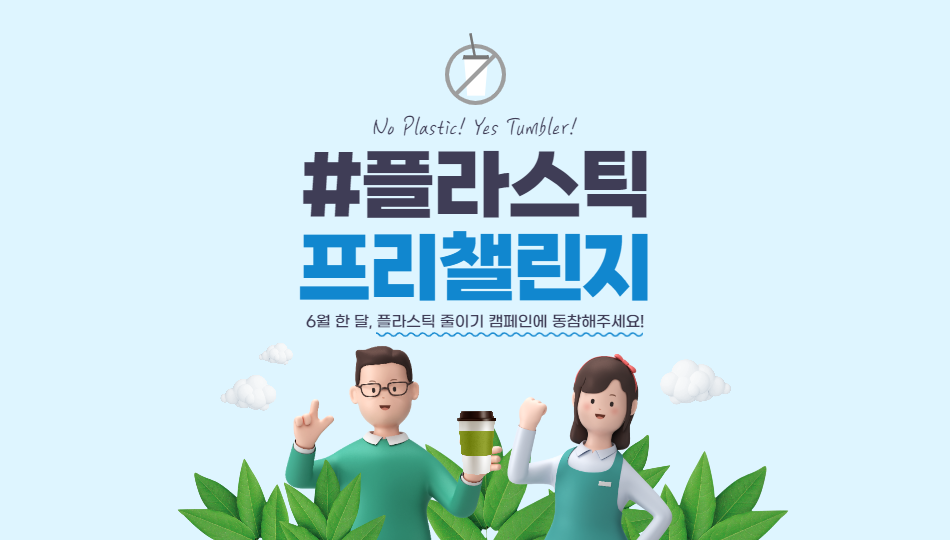 No Plastic! Yes Tumbler!
#플라스틱
프리챌린지
6월 한 달, 플라스틱 줄이기 캠페인에 동참해주세요!